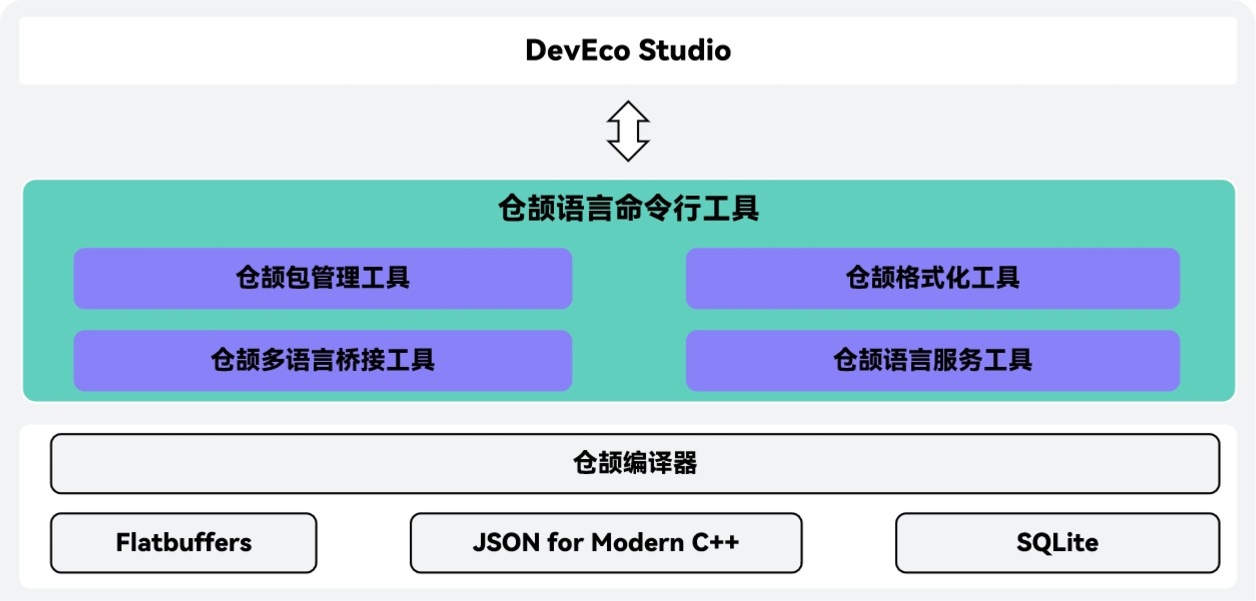 DevEco Studio
仓颉语言命令行工具
仓颉包管理工具
仓颉格式化工具
仓颉多语言桥接工具
仓颉语言服务工具
仓颉编译器
Flatbuffers
JSON for Modern C++
SQLite